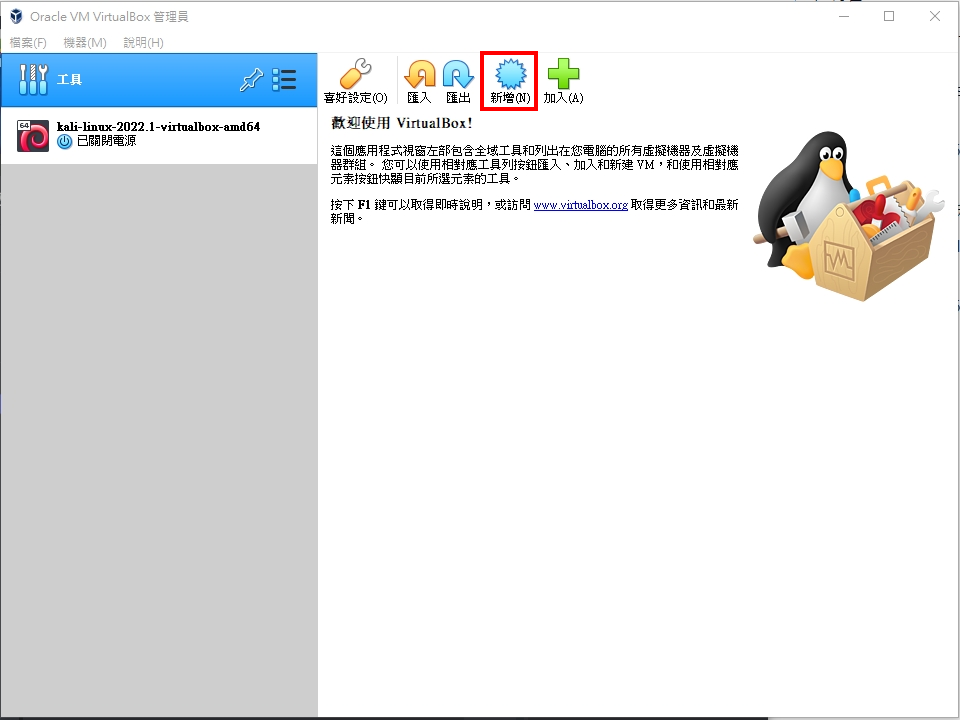 Oracle VM VirtualBox 管理員
檔案(F) 機器(M) 說明(H)
工具
喜好設定(O) 匯入 匯出 新增(N) 加入(A)
64
kali-linux-2022.1-virtualbox-amd64
已關閉電源
歡迎使用 VirtualBox!
這個應用程式視窗左部包含全域工具和列出在您電腦的所有虛擬機器及虛擬機
器群組。 您可以使用相對應工具列按鈕匯入、加入和新建 VM，和使用相對應
元素按鈕快顯目前所選元素的工具。
按下 F1 鍵可以取得即時說明，或訪問 www.virtualbox.org 取得更多資訊和最新
新聞。